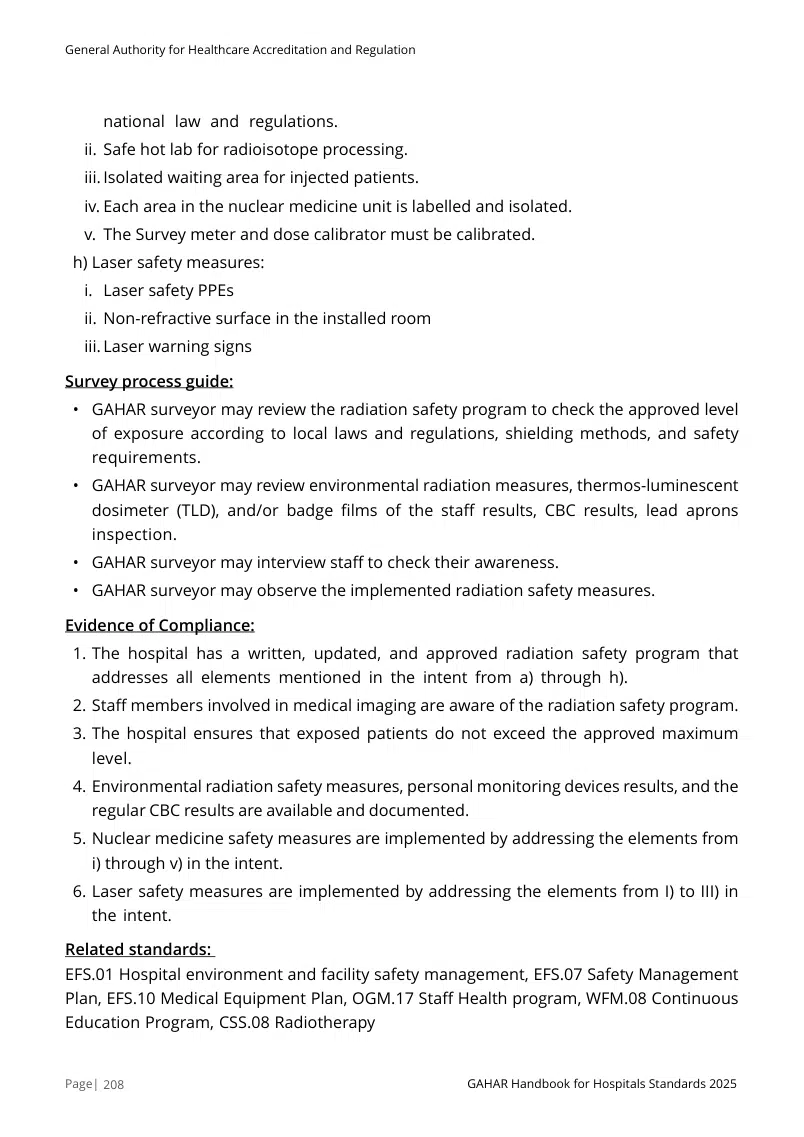 General Authority for Healthcare Accreditation and Regulation
national law and regulations.
ii. Safe hot lab for radioisotope processing.
iii. Isolated waiting area for injected patients.
iv. Each area in the nuclear medicine unit is labelled and isolated.
v. The Survey meter and dose calibrator must be calibrated.
h) Laser safety measures:
i. Laser safety PPEs
ii. Non-refractive surface in the installed room
iii. Laser warning signs
Survey process guide:
• GAHAR surveyor may review the radiation safety program to check the approved level
of exposure according to local laws and regulations, shielding methods, and safety
requirements.
• GAHAR surveyor may review environmental radiation measures, thermos-luminescent
dosimeter (TLD), and/or badge films of the staff results, CBC results, lead aprons
inspection.
• GAHAR surveyor may interview staff to check their awareness.
• GAHAR surveyor may observe the implemented radiation safety measures.
Evidence of Compliance:
1. The hospital has a written, updated, and approved radiation safety program that
addresses all elements mentioned in the intent from a) through h).
2. Staff members involved in medical imaging are aware of the radiation safety program.
3. The hospital ensures that exposed patients do not exceed the approved maximum
level.
4. Environmental radiation safety measures, personal monitoring devices results, and the
regular CBC results are available and documented.
5. Nuclear medicine safety measures are implemented by addressing the elements from
i) through v) in the intent.
6. Laser safety measures are implemented by addressing the elements from I) to III) in
the intent.
Related standards:
EFS.01 Hospital environment and facility safety management, EFS.07 Safety Management
Plan, EFS.10 Medical Equipment Plan, OGM.17 Staff Health program, WFM.08 Continuous
Education Program, CSS.08 Radiotherapy
Page| 208
GAHAR Handbook for Hospitals Standards 2025